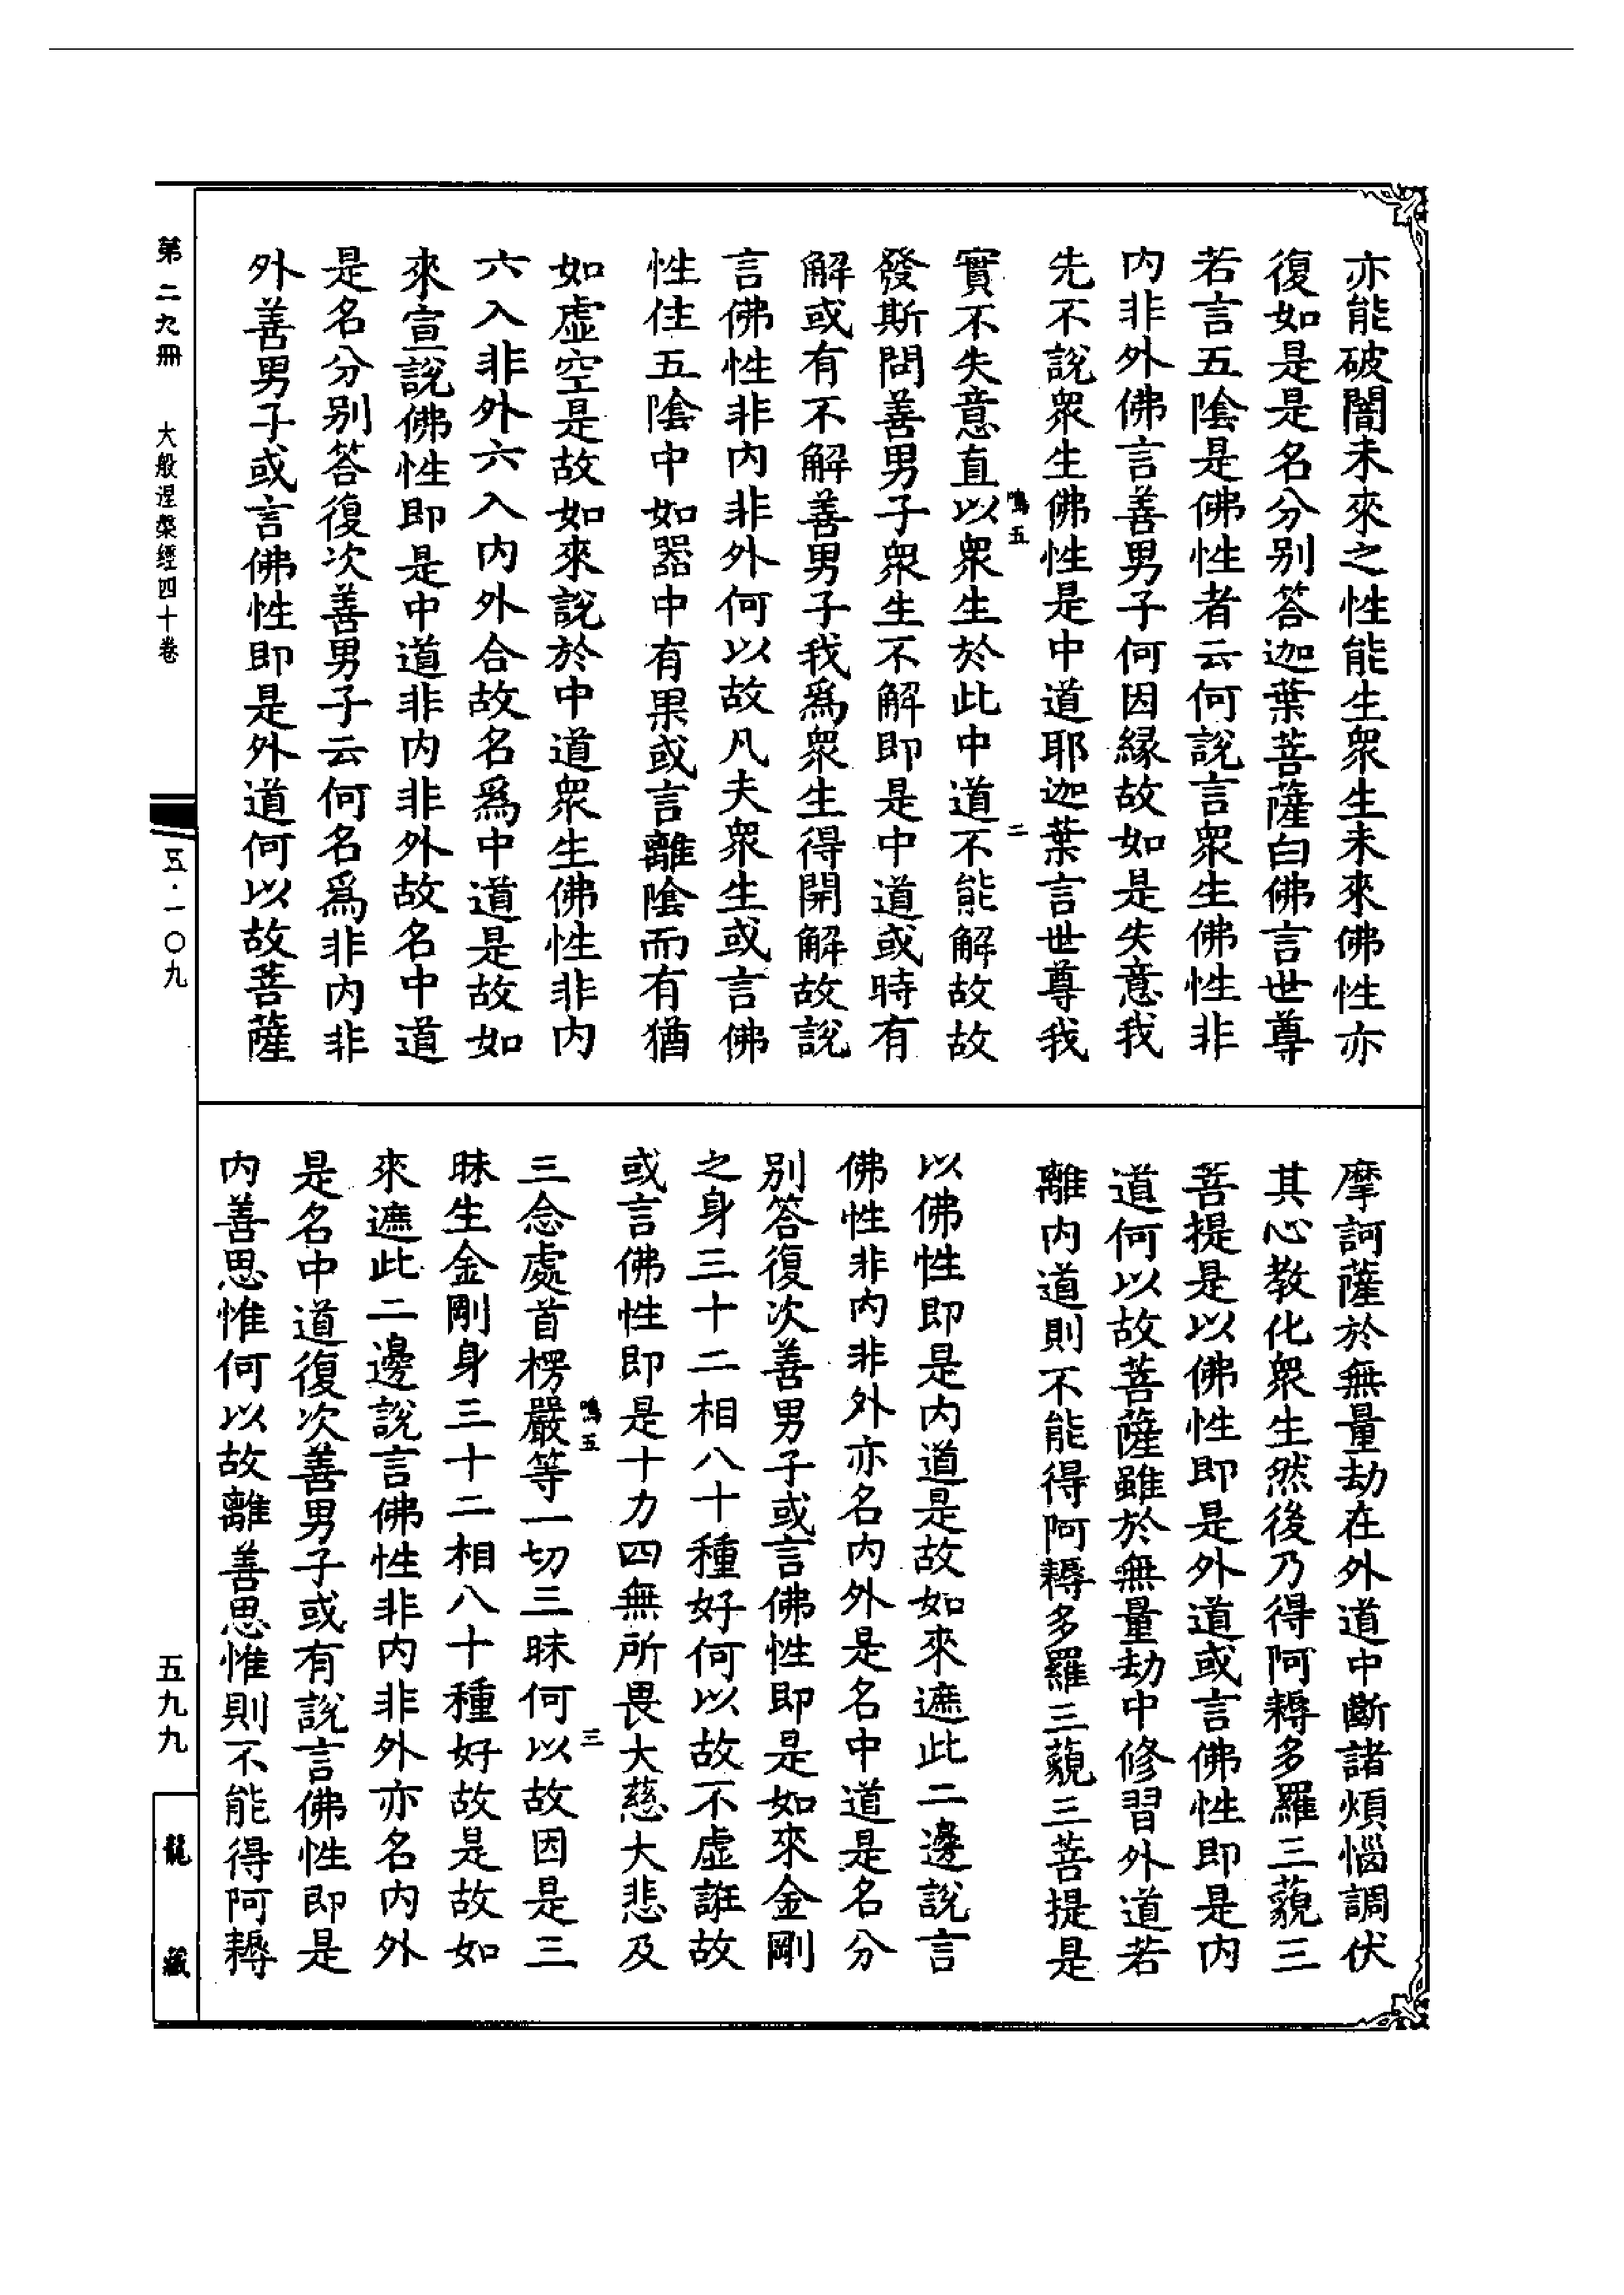 亦能破闇未來之性能生衆生未來佛性亦
復如是是名分别答迦葉菩薩白佛言世尊
若言五陰是佛性者云何說言衆生佛性非
内非外佛言善男子何因緣故如是失意我
先不說衆生佛性是中道耶迦葉言世尊我
鳴五 二
實不失意直以衆生於此中道不能解故故
發斯問善男子衆生不解即是中道或時有
解或有不解善男子我爲衆生得開解故說
言佛性非内非外何以故凡夫衆生或言佛
性住五陰中如器中有果或言離陰而有猶
如虛空是故如來說於中道衆生佛性非内
六入非外六入内外合故名爲中道是故如
來宣說佛性即是中道非内非外故名中道
是名分别答復次善男子云何名爲非内非
外善男子或言佛性即是外道何以故菩薩
摩訶薩於無量劫在外道中斷諸煩惱調伏
其心教化衆生然後乃得阿耨多羅三藐三
菩提是以佛性即是外道或言佛性即是内
道何以故菩薩雖於無量劫中修習外道若
離内道則不能得阿耨多羅三藐三菩提是
以佛性即是内道是故如來遮此二邊說言
佛性非内非外亦名内外是名中道是名分
别答復次善男子或言佛性即是如來金剛
之身三十二相八十種好何以故不虛誑故
或言佛性即是十力四無所畏大慈大悲及
鳴五 三
三念處首楞嚴等一切三昧何以故因是三
昧生金剛身三十二相八十種好故是故如
來遮此二邊說言佛性非内非外亦名内外
是名中道復次善男子或有說言佛性即是
内善思惟何以故離善思惟則不能得阿耨
第二九冊 大般涅槃經四十卷
五·一〇九
五九九
龍藏